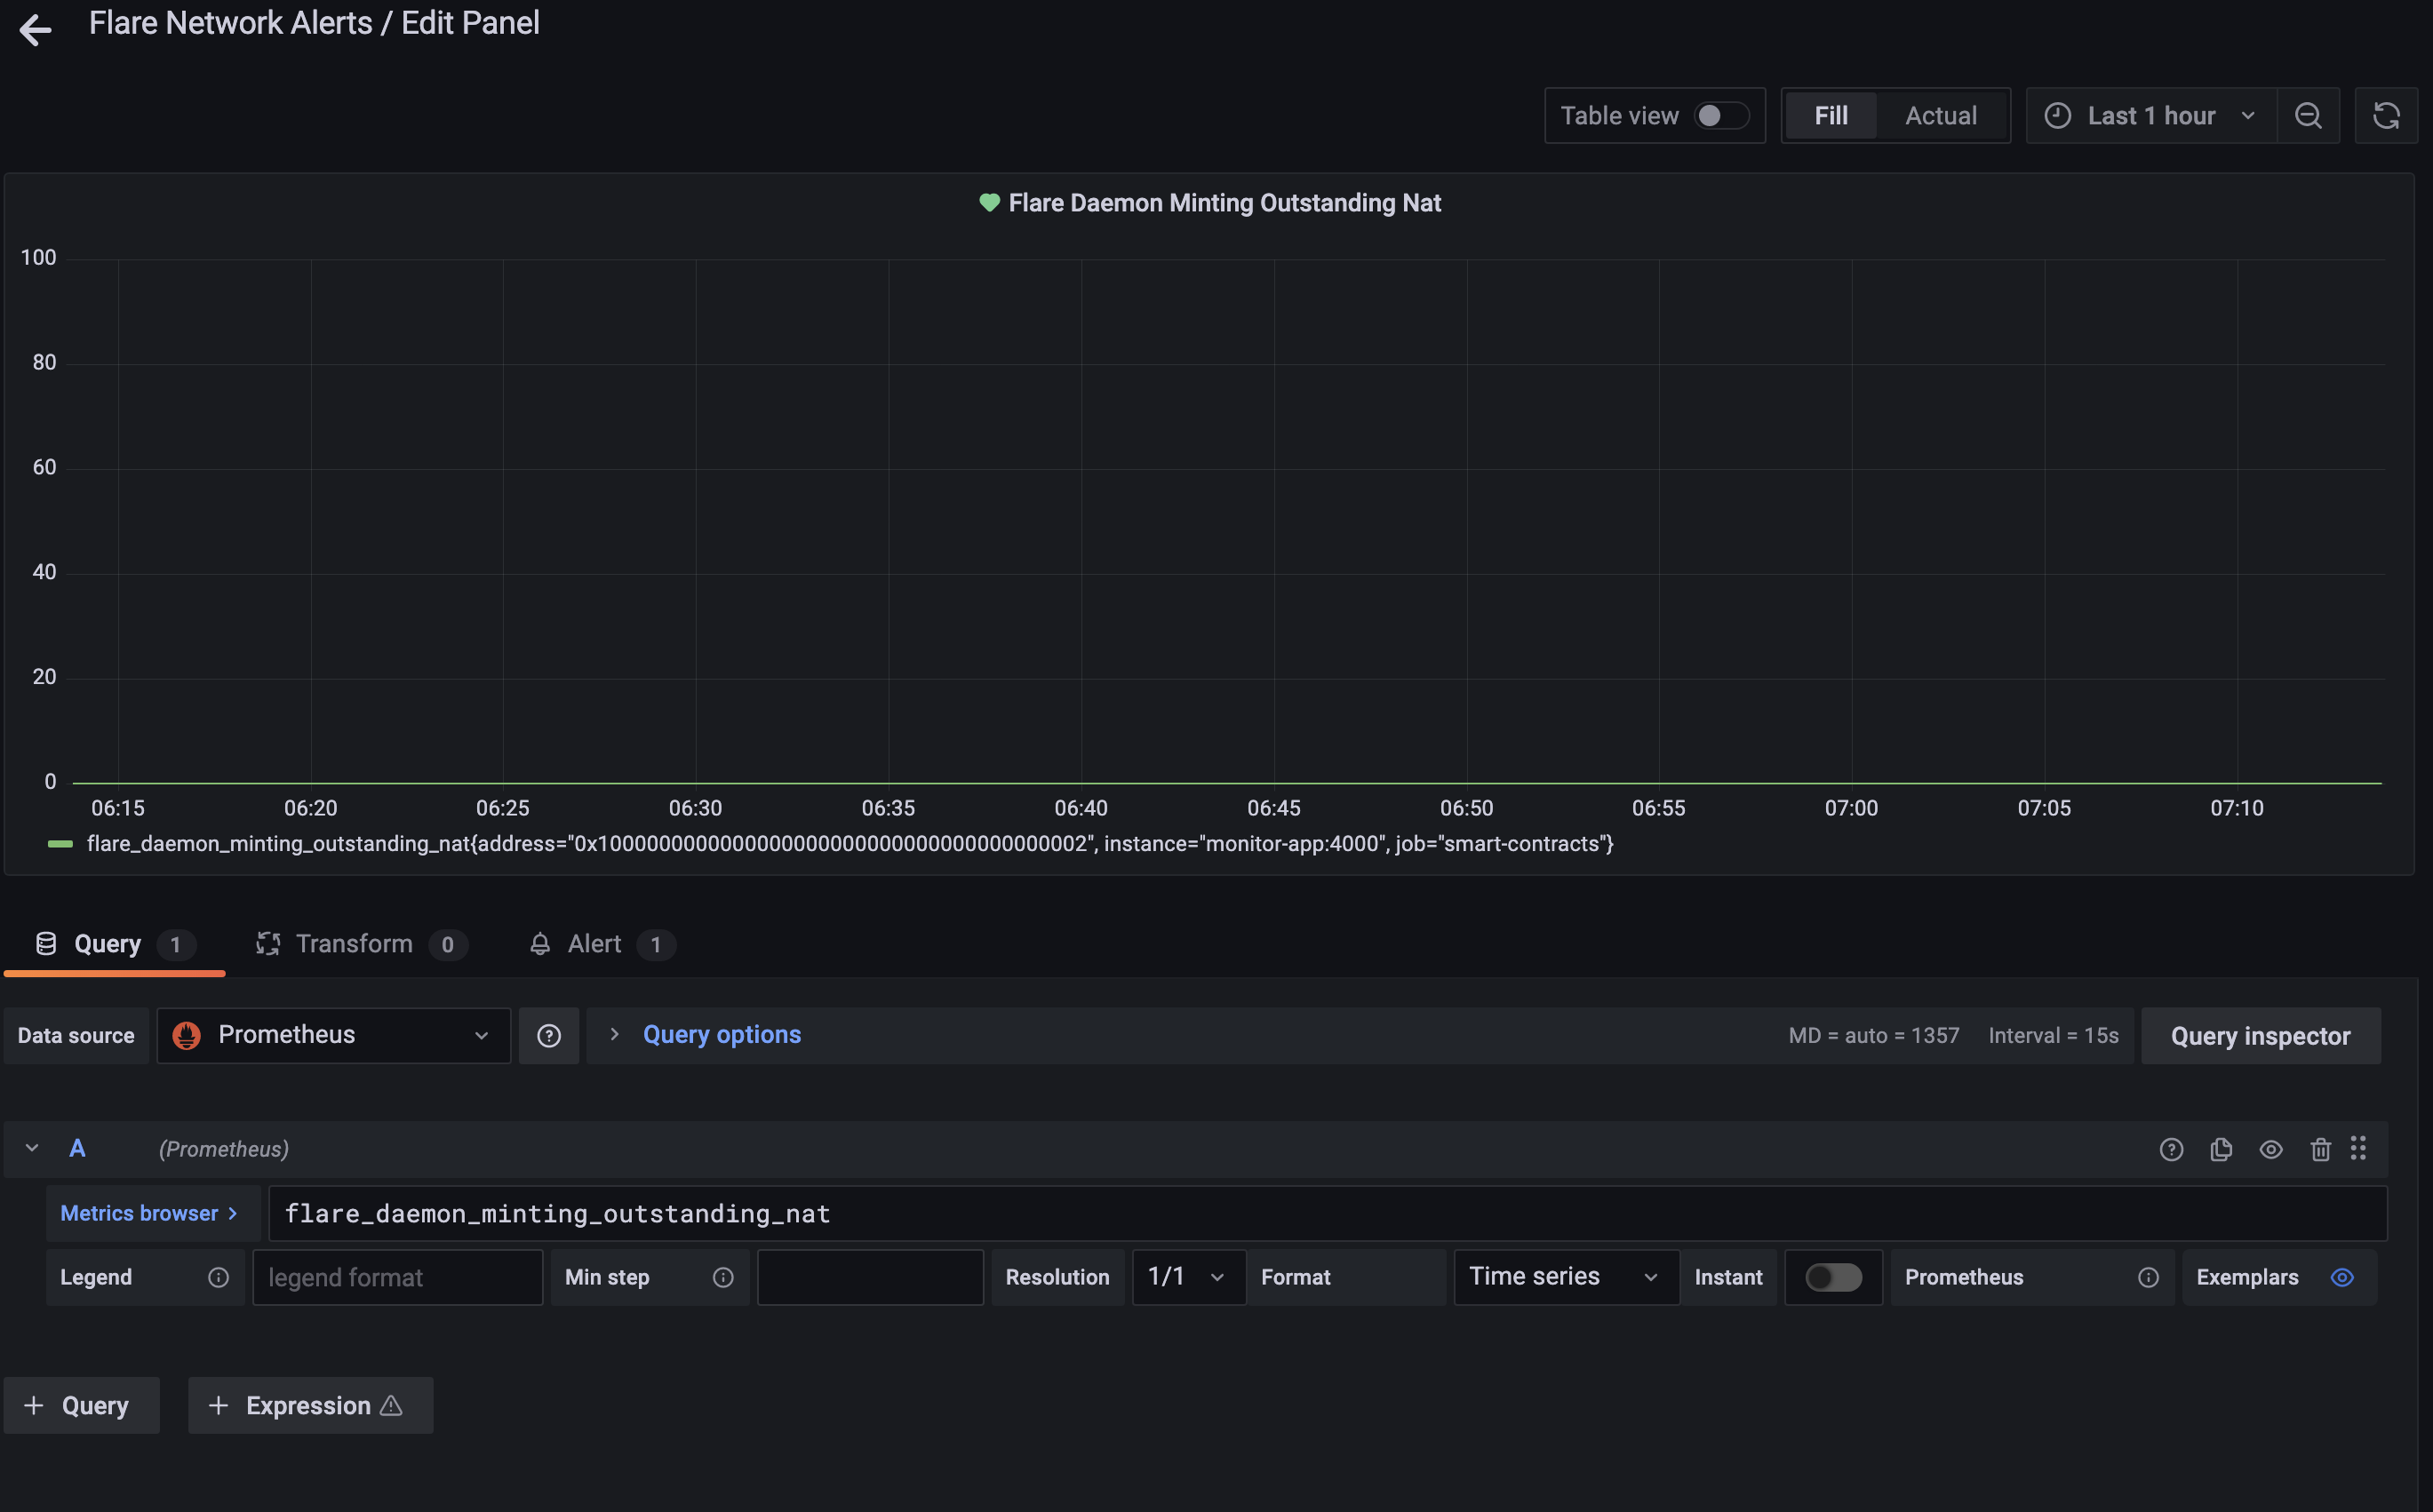 Flare Network Alerts / Edit Panel
Table view Fill Actual Last 1 hour
Flare Daemon Minting Outstanding Nat
100
80
60
40
20
0
06:15 06:20 06:25 06:30 06:35 06:40 06:45 06:50 06:55 07:00 07:05 07:10
flare_daemon_minting_outstanding_nat{address="0x1000000000000000000000000000000000000002", instance="monitor-app:4000", job="smart-contracts"}
Query 1 Transform 0 Alert 1
Data source Prometheus Query options MD = auto = 1357 Interval = 15s Query inspector
A (Prometheus)
Metrics browser > flare_daemon_minting_outstanding_nat
Legend legend format Min step Resolution 1/1 Format Time series Instant Prometheus Exemplars
+ Query + Expression